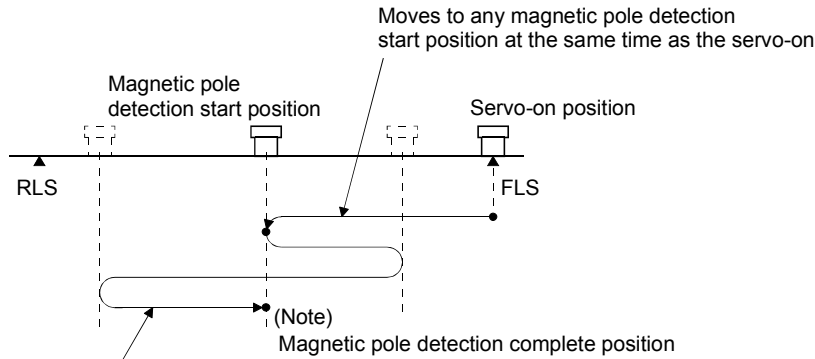 Moves to any magnetic pole detection
start position at the same time as the servo-on
Magnetic pole
detection start position
Servo-on position
RLS
FLS
(Note)
Magnetic pole detection complete position